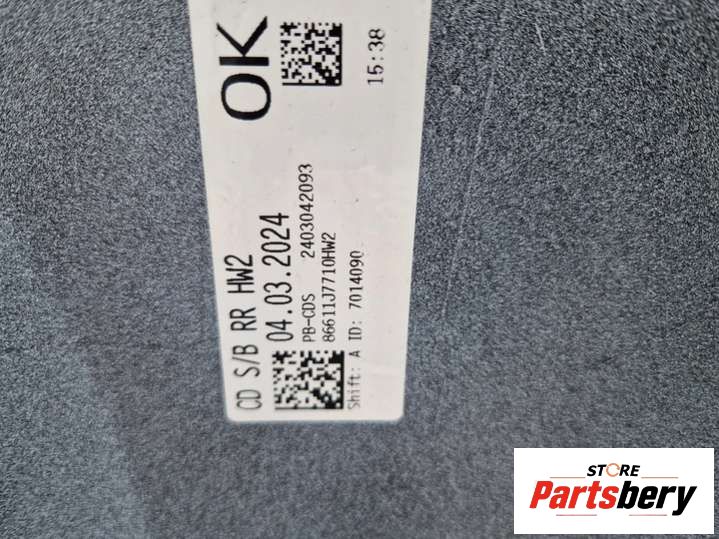 CD S/B RR HW2
04.03.2024
PB-CDS 2403042093
86611J7710HW2
Shift: A ID: 7014090
OK
15:38
STORE
Partsbery